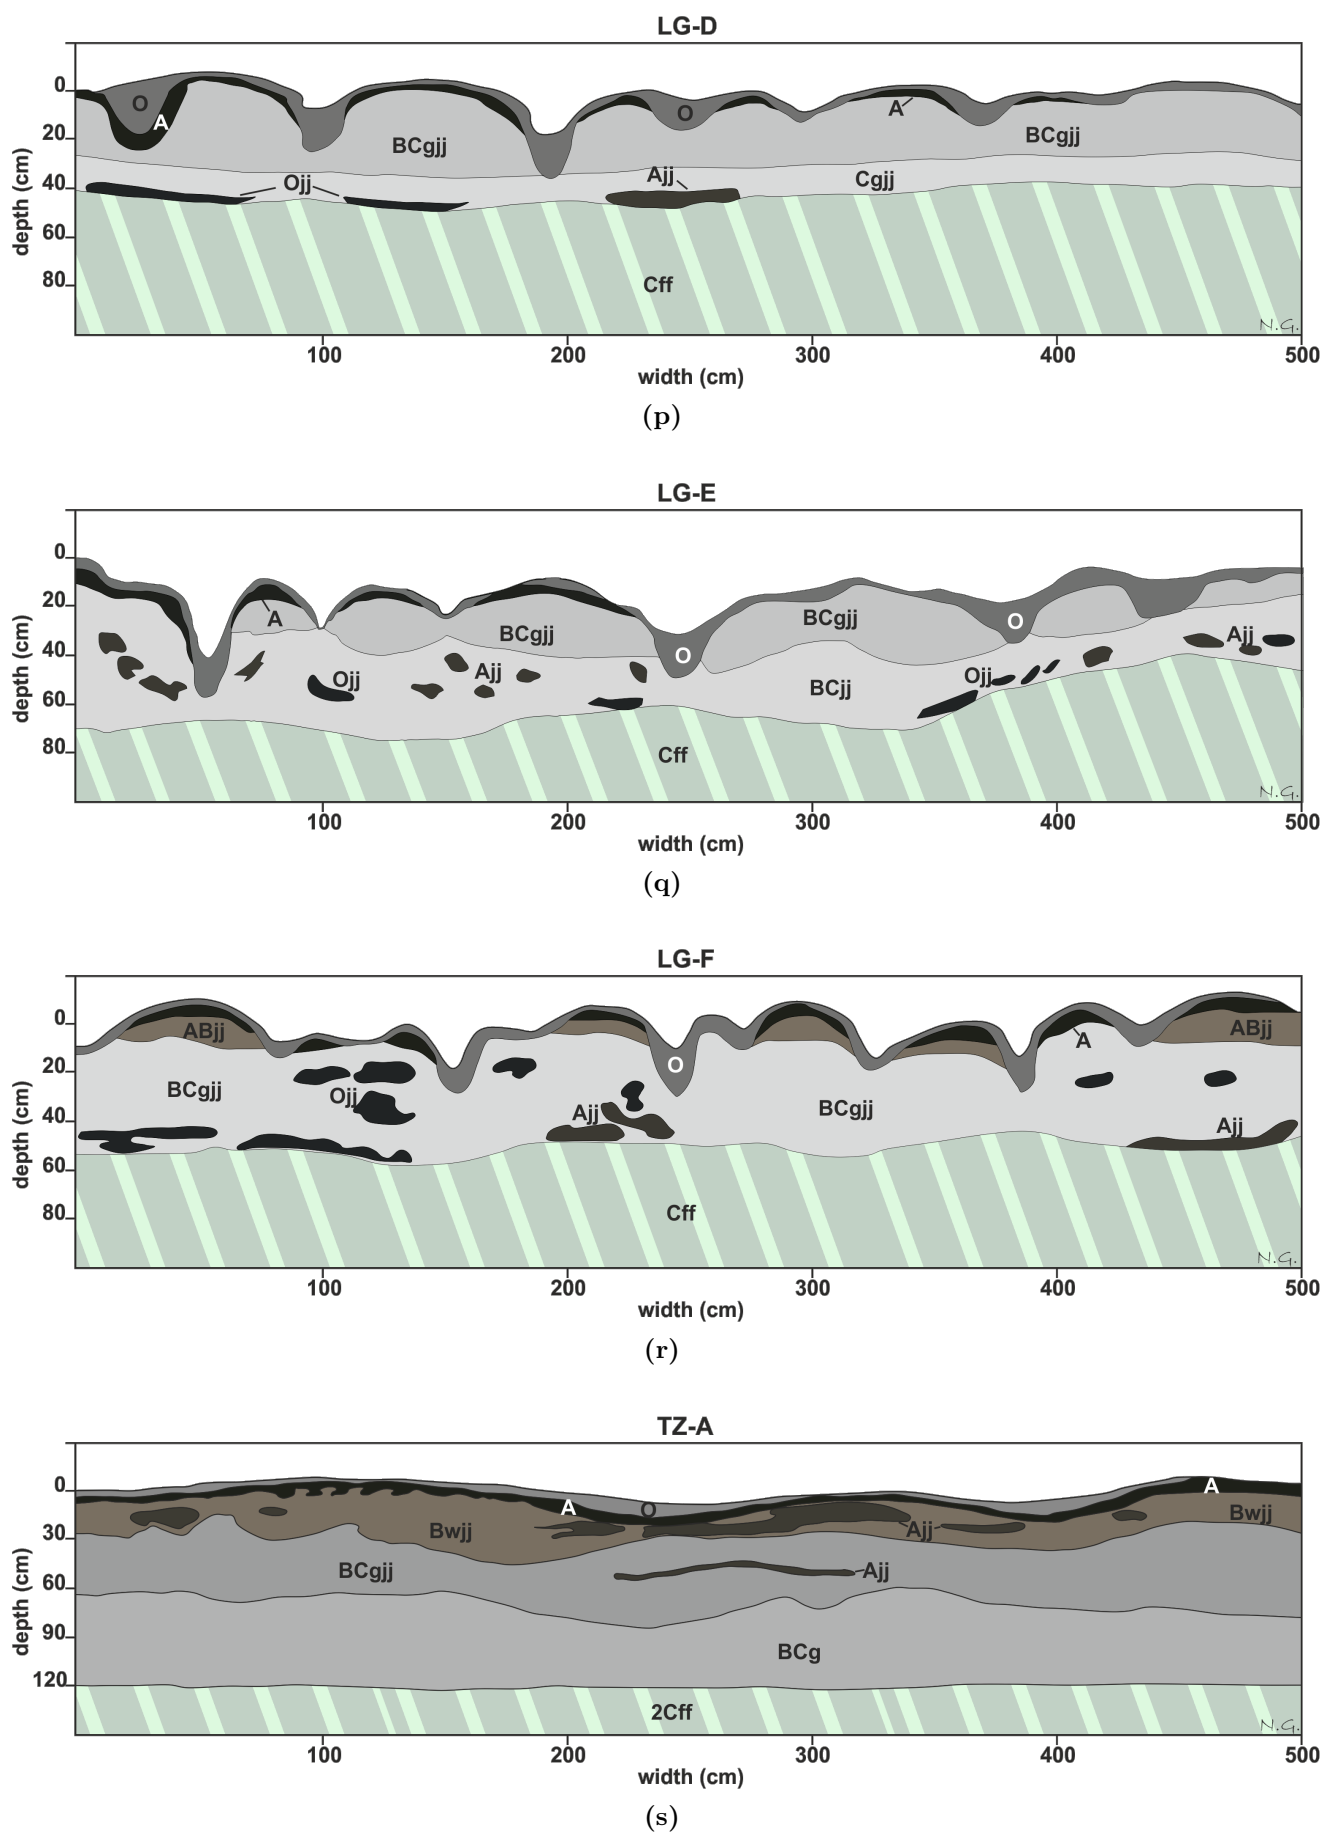 LG-D
0
20
40
60
80
depth (cm)
O
A
BCgjj
O
A
BCgjj
Ojj
Ajj
Cgjj
Cff
N.G.
100 200 300 400 500
width (cm)
(p)
LG-E
0
20
40
60
80
depth (cm)
A
BCgjj
BCgjj
O
O
Ojj
Ajj
BCjj
Ojj
Ajj
Cff
N.G.
100 200 300 400 500
width (cm)
(q)
LG-F
0
20
40
60
80
depth (cm)
ABjj
A
ABjj
O
BCgjj
Ojj
Ajj
BCgjj
Ajj
Cff
N.G.
100 200 300 400 500
width (cm)
(r)
TZ-A
0
30
60
90
120
depth (cm)
A
O
A
Bwjj
Ajj
Bwjj
BCgjj
Ajj
BCg
2Cff
N.G.
100 200 300 400 500
width (cm)
(s)